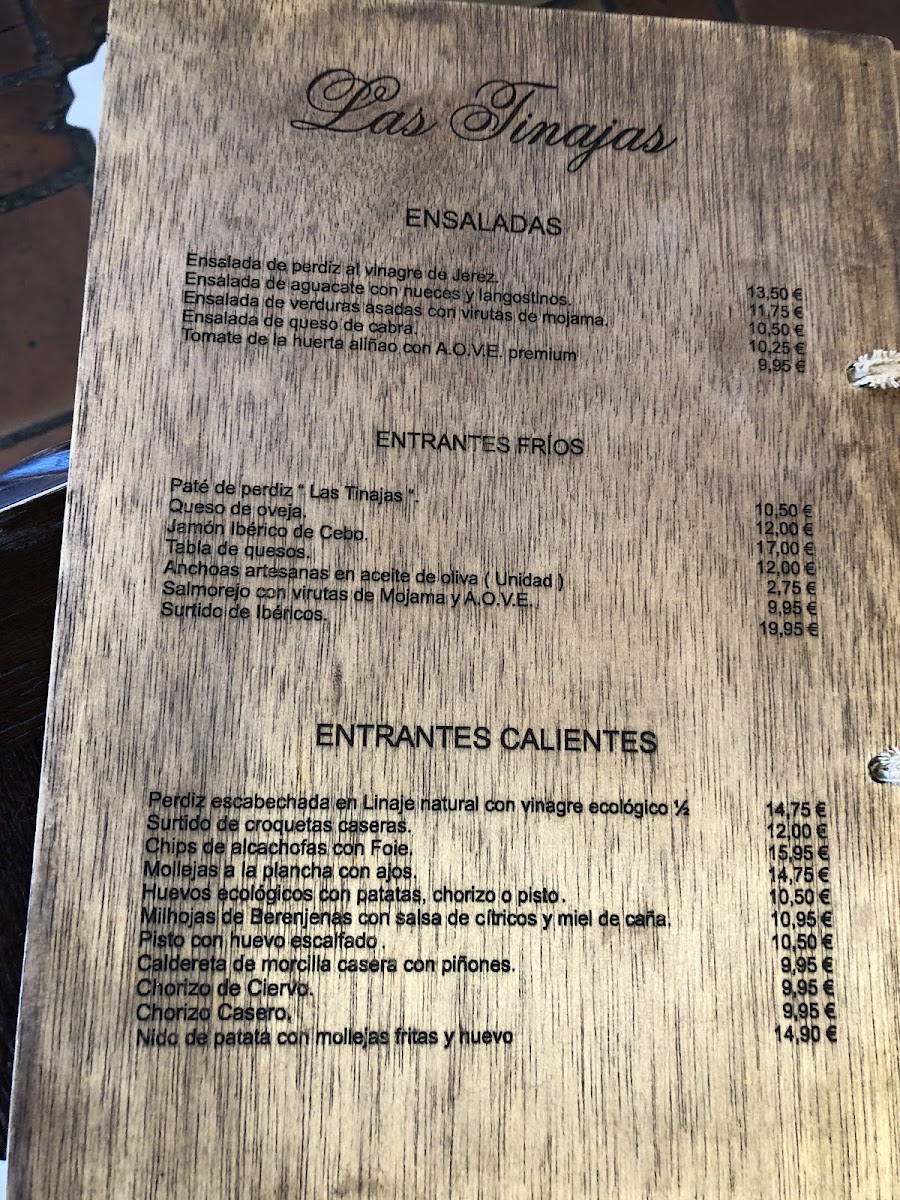 Las Tinajas
ENSALADAS
Ensalada de perdiz al vinagre de Jerez. 13,50 €
Ensalada de aguacate con nueces y langostinos. 11,75 €
Ensalada de verduras asadas con virutas de mojama. 10,50 €
Ensalada de queso de cabra. 10,25 €
Tomate de la huerta aliñao con A.O.V.E. premium 9,95 €
ENTRANTES FRÍOS
Paté de perdiz “ Las Tinajas ”. 10,50 €
Queso de oveja. 12,00 €
Jamón Ibérico de Cebo. 17,00 €
Tabla de quesos. 12,00 €
Anchoas artesanas en aceite de oliva ( Unidad ) 2,75 €
Salmorejo con virutas de Mojama y A.O.V.E. 9,95 €
Surtido de Ibéricos. 19,95 €
ENTRANTES CALIENTES
Perdiz escabechada en Linaje natural con vinagre ecológico ½ 14,75 €
Surtido de croquetas caseras. 12,00 €
Chips de alcachofas con Foie. 15,95 €
Mollejas a la plancha con ajos. 14,75 €
Huevos ecológicos con patatas, chorizo o pisto. 10,50 €
Milhojas de Berenjenas con salsa de cítricos y miel de caña. 10,95 €
Pisto con huevo escalfado . 10,50 €
Caldereta de morcilla casera con piñones. 9,95 €
Chorizo de Ciervo. 9,95 €
Chorizo Casero. 9,95 €
Nido de patata con mollejas fritas y huevo 14,90 €